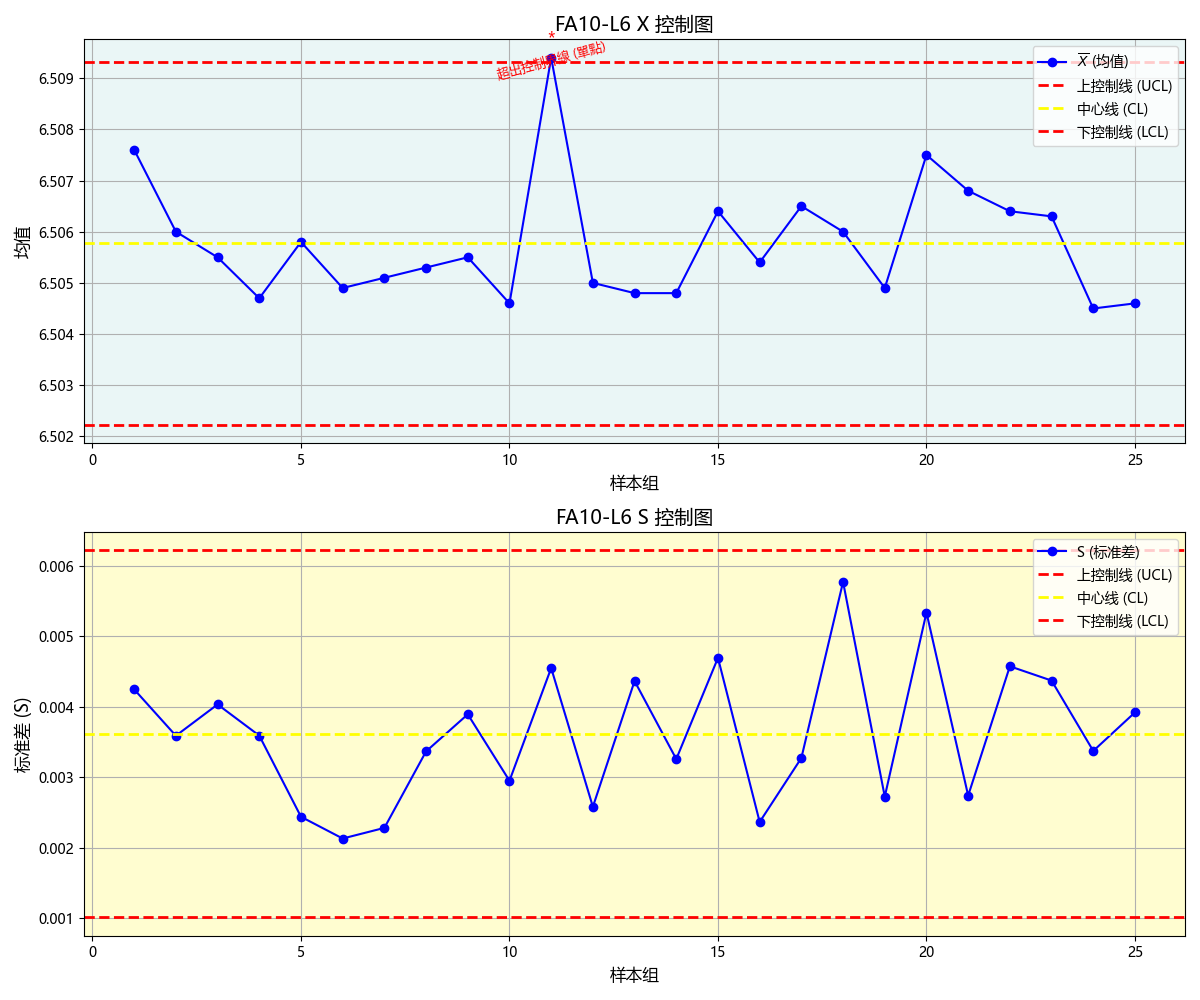 FA10-L6 X 控制图
*
超出控制界線 (單點)
X̅ (均值)
上控制线 (UCL)
中心线 (CL)
下控制线 (LCL)
均值
6.509
6.508
6.507
6.506
6.505
6.504
6.503
6.502
0 5 10 15 20 25
样本组
FA10-L6 S 控制图
S (标准差)
上控制线 (UCL)
中心线 (CL)
下控制线 (LCL)
标准差 (S)
0.006
0.005
0.004
0.003
0.002
0.001
0 5 10 15 20 25
样本组